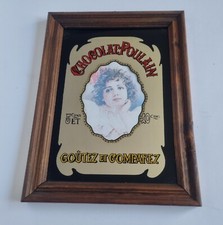 CHOCOLAT-POULAIN
GOÛTEZ ET COMPAREZ